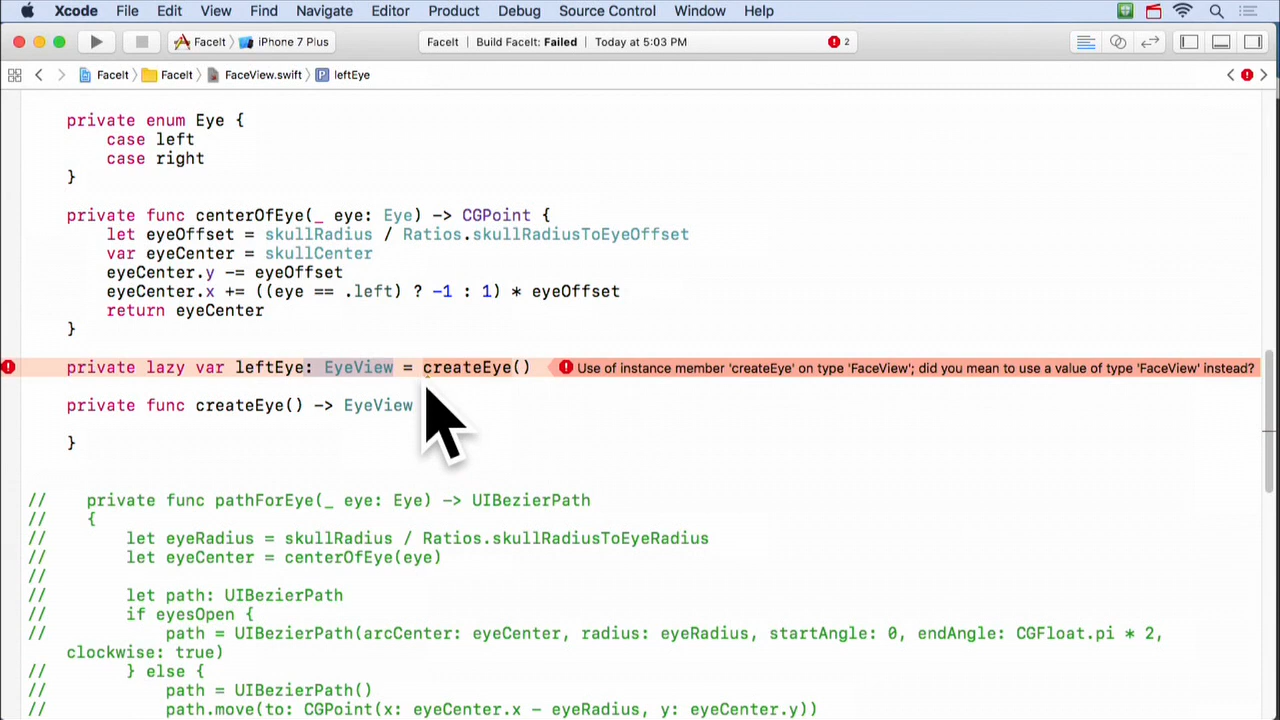 Xcode File Edit View Find Navigate Editor Product Debug Source Control Window Help
FaceIt iPhone 7 Plus FaceIt Build FaceIt: Failed Today at 5:03 PM 2
FaceIt FaceIt FaceView.swift P leftEye
private enum Eye {
case left
case right
}
private func centerOfEye(_ eye: Eye) -> CGPoint {
let eyeOffset = skullRadius / Ratios.skullRadiusToEyeOffset
var eyeCenter = skullCenter
eyeCenter.y -= eyeOffset
eyeCenter.x += ((eye == .left) ? -1 : 1) * eyeOffset
return eyeCenter
}
private lazy var leftEye: EyeView = createEye() Use of instance member 'createEye' on type 'FaceView'; did you mean to use a value of type 'FaceView' instead?
private func createEye() -> EyeView
}
// private func pathForEye(_ eye: Eye) -> UIBezierPath
// {
// let eyeRadius = skullRadius / Ratios.skullRadiusToEyeRadius
// let eyeCenter = centerOfEye(eye)
//
// let path: UIBezierPath
// if eyesOpen {
// path = UIBezierPath(arcCenter: eyeCenter, radius: eyeRadius, startAngle: 0, endAngle: CGFloat.pi * 2,
clockwise: true)
// } else {
// path = UIBezierPath()
// path.move(to: CGPoint(x: eyeCenter.x - eyeRadius, y: eyeCenter.y))